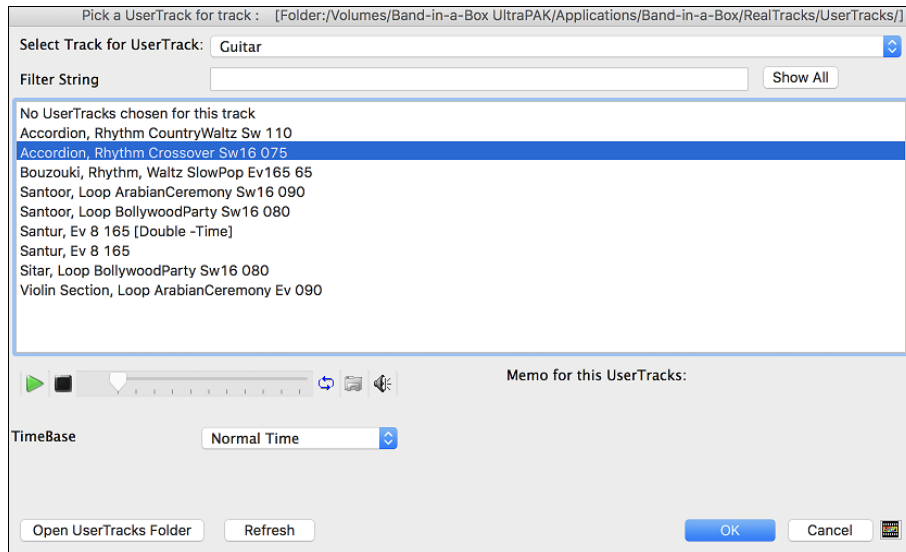 Pick a UserTrack for track : [Folder:/Volumes/Band-in-a-Box UltraPAK/Applications/Band-in-a-Box/RealTracks/UserTracks/]
Select Track for UserTrack: Guitar
Filter String Show All
No UserTracks chosen for this track
Accordion, Rhythm CountryWaltz Sw 110
Accordion, Rhythm Crossover Sw16 075
Bouzouki, Rhythm, Waltz SlowPop Ev165 65
Santoor, Loop ArabianCeremony Sw16 090
Santoor, Loop BollywoodParty Sw16 080
Santur, Ev 8 165 [Double -Time]
Santur, Ev 8 165
Sitar, Loop BollywoodParty Sw16 080
Violin Section, Loop ArabianCeremony Ev 090
Memo for this UserTracks:
TimeBase Normal Time
Open UserTracks Folder Refresh OK Cancel